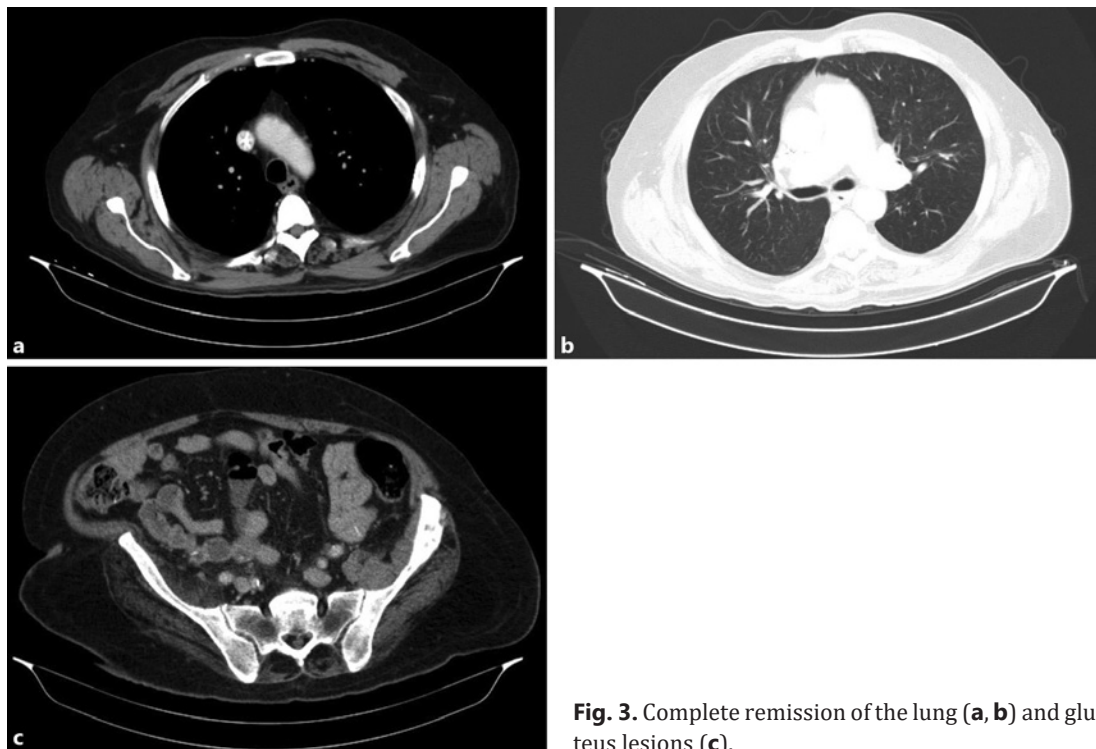 a
b
c
Fig. 3. Complete remission of the lung (a, b) and glu
teus lesions (c).